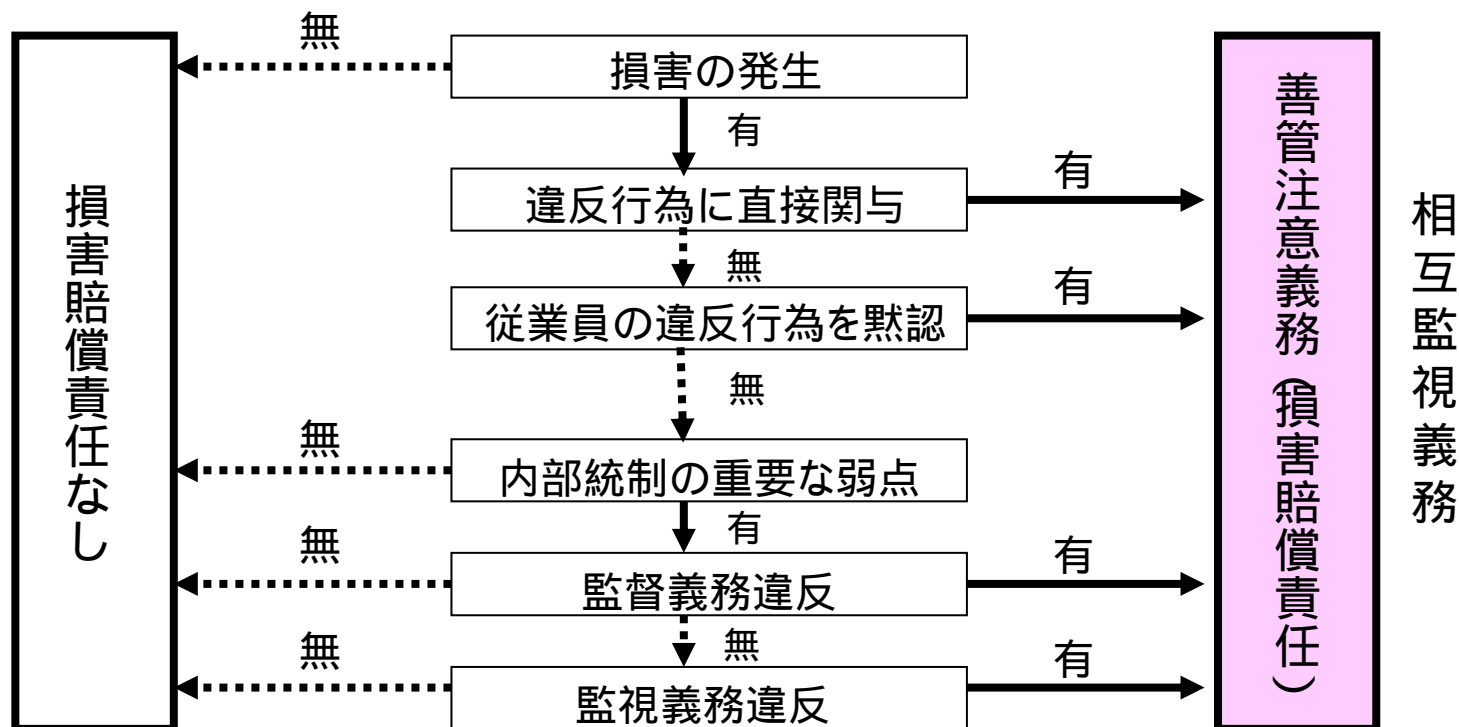 無
損害の発生
有
違反行為に直接関与
有
無
従業員の違反行為を黙認
有
無
無
内部統制の重要な弱点
有
無
監督義務違反
有
無
無
監視義務違反
有
損害賠償責任なし
善管注意義務(損害賠償責任)
相互監視義務